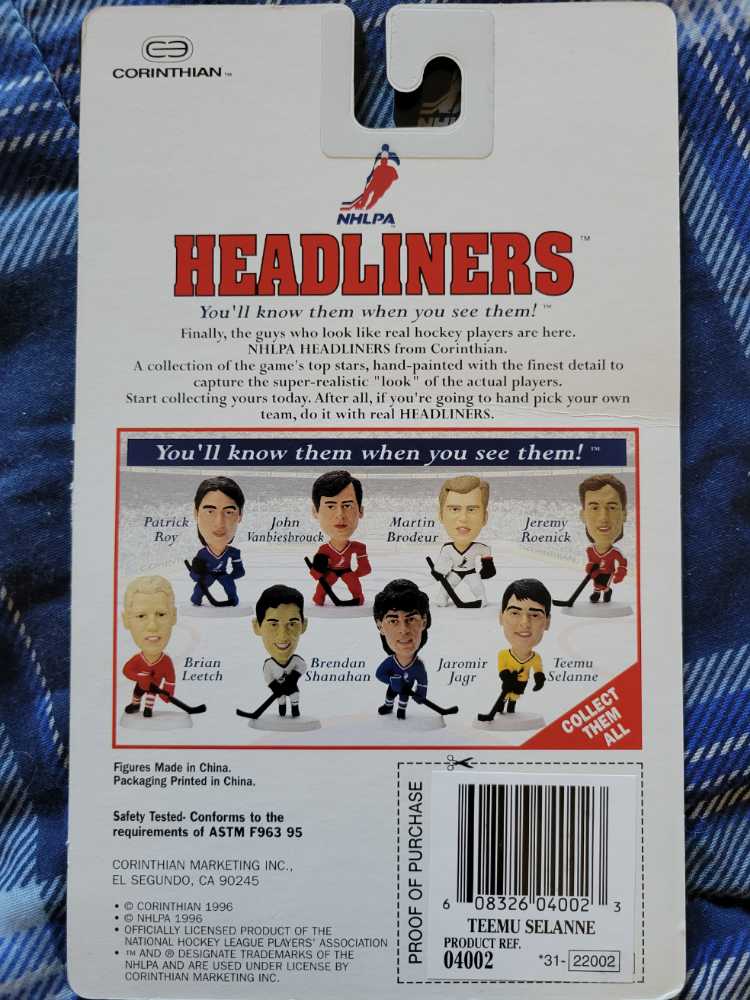 CORINTHIAN™
NHLPA
HEADLINERS™
You'll know them when you see them! ™
Finally, the guys who look like real hockey players are here.
NHLPA HEADLINERS from Corinthian.
A collection of the game's top stars, hand-painted with the finest detail to
capture the super-realistic "look" of the actual players.
Start collecting yours today. After all, if you're going to hand pick your own
team, do it with real HEADLINERS.
You'll know them when you see them! ™
Patrick
Roy
John
Vanbiesbrouck
Martin
Brodeur
Jeremy
Roenick
Brian
Leetch
Brendan
Shanahan
Jaromir
Jagr
Teemu
Selanne
COLLECT
THEM
ALL
Figures Made in China.
Packaging Printed in China.
Safety Tested- Conforms to the
requirements of ASTM F963 95
CORINTHIAN MARKETING INC.,
EL SEGUNDO, CA 90245
• © CORINTHIAN 1996
• © NHLPA 1996
• OFFICIALLY LICENSED PRODUCT OF THE
NATIONAL HOCKEY LEAGUE PLAYERS' ASSOCIATION
• ™ AND ® DESIGNATE TRADEMARKS OF THE
NHLPA AND ARE USED UNDER LICENSE BY
CORINTHIAN MARKETING INC.
PROOF OF PURCHASE
6 08326 04002 3
TEEMU SELANNE
PRODUCT REF.
04002 *31- 22002